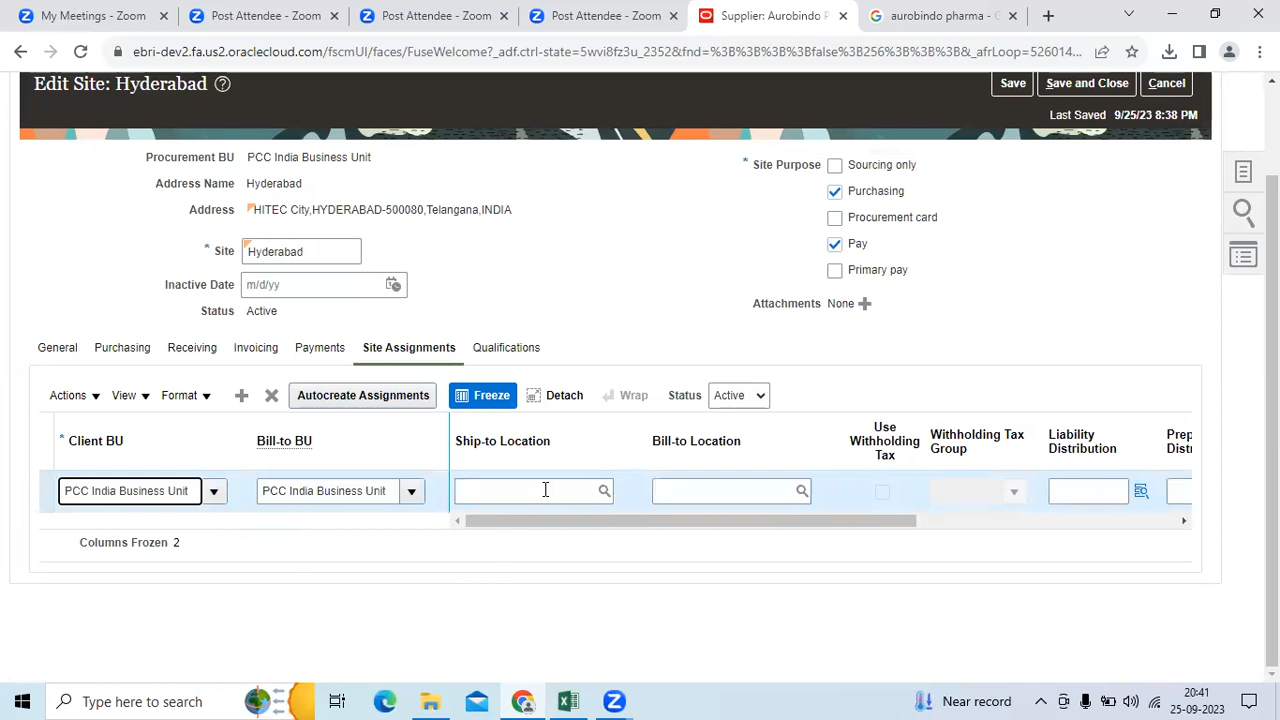 My Meetings - Zoom
Post Attendee - Zoom
Post Attendee - Zoom
Post Attendee - Zoom
Supplier: Aurobindo P
aurobindo pharma - G
ebri-dev2.fa.us2.oraclecloud.com/fscmUI/faces/FuseWelcome?_adf.ctrl-state=5wvi8fz3u_2352&fnd=%3B%3B%3B%3Bfalse%3B256%3B%3B%3B&_afrLoop=526014...
Edit Site: Hyderabad ?
Save
Save and Close
Cancel
Last Saved 9/25/23 8:38 PM
Procurement BU PCC India Business Unit
Address Name Hyderabad
Address HITEC City,HYDERABAD-500080,Telangana,INDIA
* Site Hyderabad
Inactive Date m/d/yy
Status Active
* Site Purpose Sourcing only
Purchasing
Procurement card
Pay
Primary pay
Attachments None
General Purchasing Receiving Invoicing Payments Site Assignments Qualifications
Actions View Format Autocreate Assignments Freeze Detach Wrap Status Active
* Client BU
Bill-to BU
Ship-to Location
Bill-to Location
Use Withholding Tax
Withholding Tax Group
Liability Distribution
Prep
Distr
PCC India Business Unit
PCC India Business Unit
Columns Frozen 2
Type here to search
Near record
20:41
25-09-2023